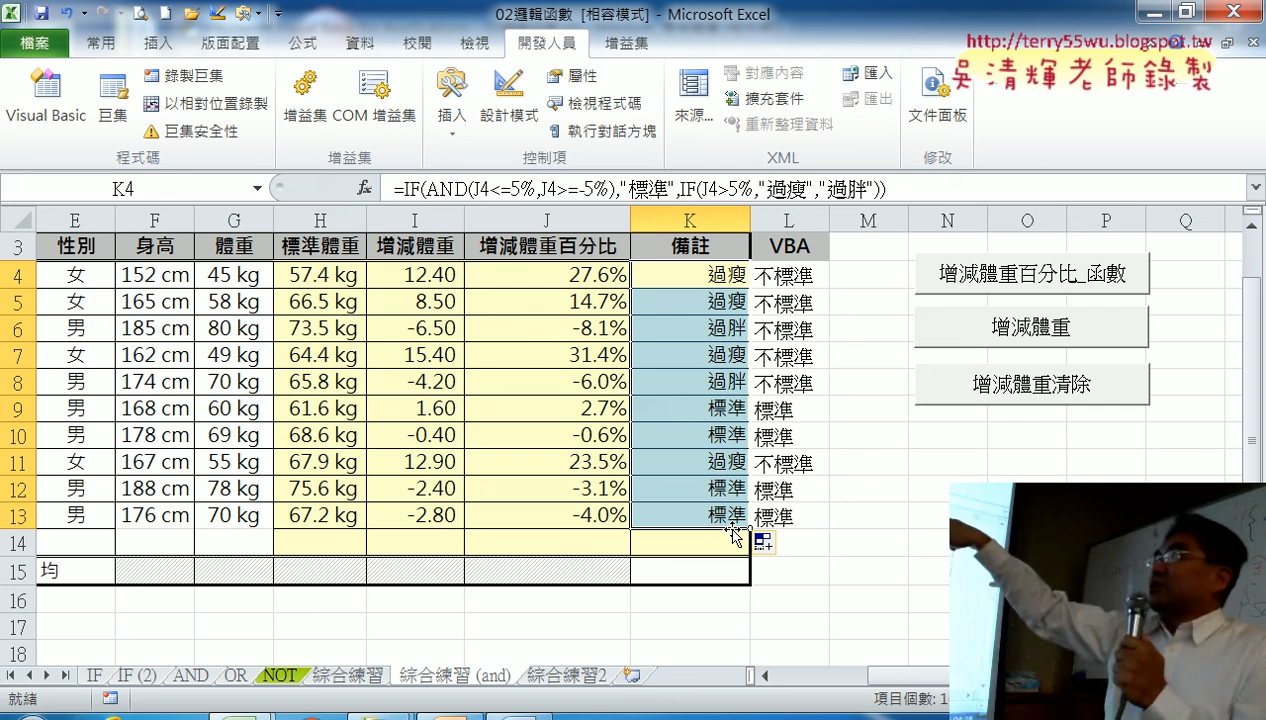 02邏輯函數 [相容模式] - Microsoft Excel
檔案 常用 插入 版面配置 公式 資料 校閱 檢視 開發人員 增益集
http://terry55wu.blogspot.tw
吳清輝老師錄製
Visual Basic 巨集 錄製巨集 以相對位置錄製 巨集安全性 增益集 COM 增益集 插入 設計模式 屬性 檢視程式碼 執行對話方塊 來源... 對應內容 擴充套件 重新整理資料 匯入 匯出 文件面板
程式碼 增益集 控制項 XML 修改
K4 fx =IF(AND(J4<=5%,J4>=-5%),"標準",IF(J4>5%,"過瘦","過胖"))
E F G H I J K L M N O P Q
3 性別 身高 體重 標準體重 增減體重 增減體重百分比 備註 VBA
4 女 152 cm 45 kg 57.4 kg 12.40 27.6% 過瘦 不標準 增減體重百分比_函數
5 女 165 cm 58 kg 66.5 kg 8.50 14.7% 過瘦 不標準
6 男 185 cm 80 kg 73.5 kg -6.50 -8.1% 過胖 不標準 增減體重
7 女 162 cm 49 kg 64.4 kg 15.40 31.4% 過瘦 不標準
8 男 174 cm 70 kg 65.8 kg -4.20 -6.0% 過胖 不標準 增減體重清除
9 男 168 cm 60 kg 61.6 kg 1.60 2.7% 標準 標準
10 男 178 cm 69 kg 68.6 kg -0.40 -0.6% 標準 標準
11 女 167 cm 55 kg 67.9 kg 12.90 23.5% 過瘦 不標準
12 男 188 cm 78 kg 75.6 kg -2.40 -3.1% 標準 標準
13 男 176 cm 70 kg 67.2 kg -2.80 -4.0% 標準 標準
14
15 均
16
17
18
IF IF (2) AND OR NOT 綜合練習 綜合練習 (and) 綜合練習2
就緒 項目個數: 1